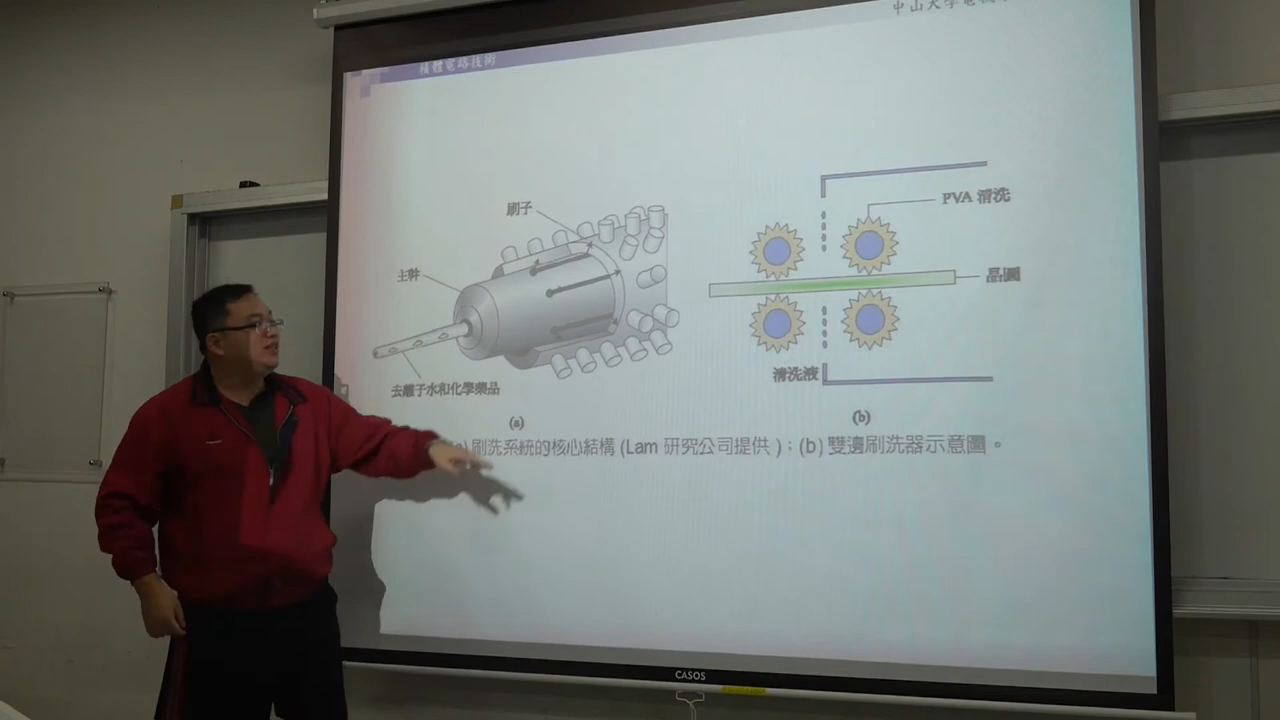 中山大學電機
積體電路技術
刷子
主幹
去離子水和化學藥品
(a)
PVA 清洗
晶圓
清洗液
(b)
(a) 刷洗系統的核心結構 (Lam 研究公司提供)；(b) 雙邊刷洗器示意圖。
CASOS